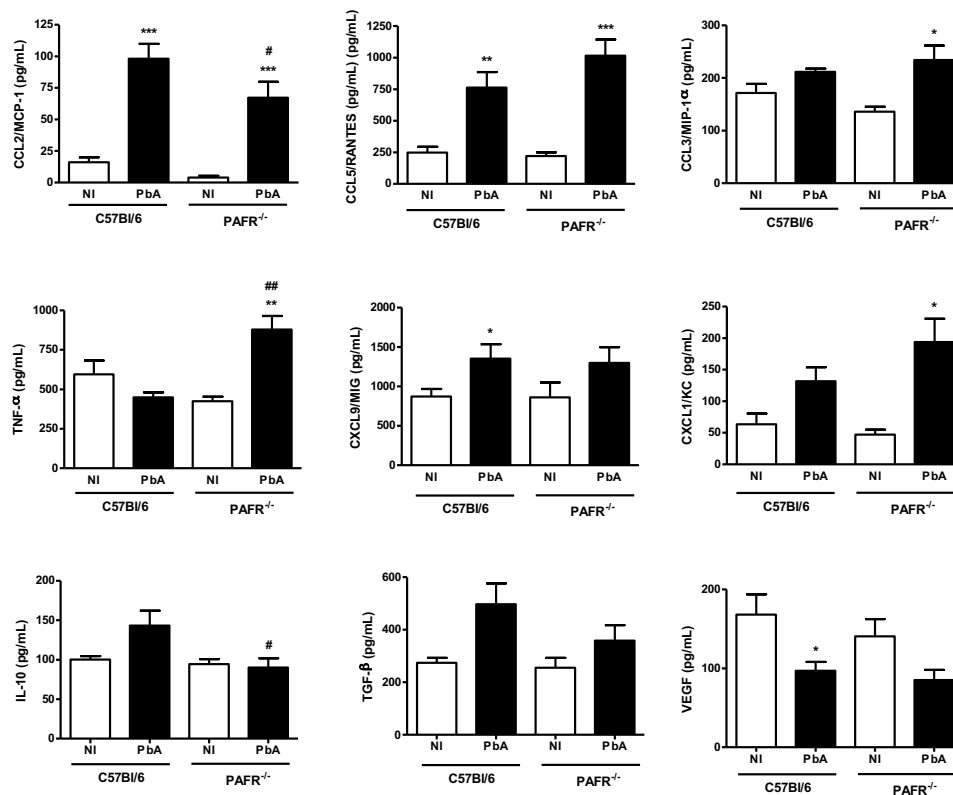 CCL2/MCP-1 (pg/mL)
125
100
75
50
25
0
***
#
***
NI PbA NI PbA
C57Bl/6 PAFR-/-
CCL5/RANTES (pg/mL) (pg/mL)
1250
1000
750
500
250
0
**
***
NI PbA NI PbA
C57Bl/6 PAFR-/-
CCL3/MIP-1α (pg/mL)
300
200
100
0
*
NI PbA NI PbA
C57Bl/6 PAFR-/-
TNF-α (pg/mL)
1000
750
500
250
0
##
**
NI PbA NI PbA
C57Bl/6 PAFR-/-
CXCL9/MIG (pg/mL)
2000
1500
1000
500
0
*
NI PbA NI PbA
C57Bl/6 PAFR-/-
CXCL1/KC (pg/mL)
250
200
150
100
50
0
*
NI PbA NI PbA
C57Bl/6 PAFR-/-
IL-10 (pg/mL)
200
150
100
50
0
#
NI PbA NI PbA
C57Bl/6 PAFR-/-
TGF-β (pg/mL)
600
400
200
0
NI PbA NI PbA
C57Bl/6 PAFR-/-
VEGF (pg/mL)
200
100
0
*
NI PbA NI PbA
C57Bl/6 PAFR-/-